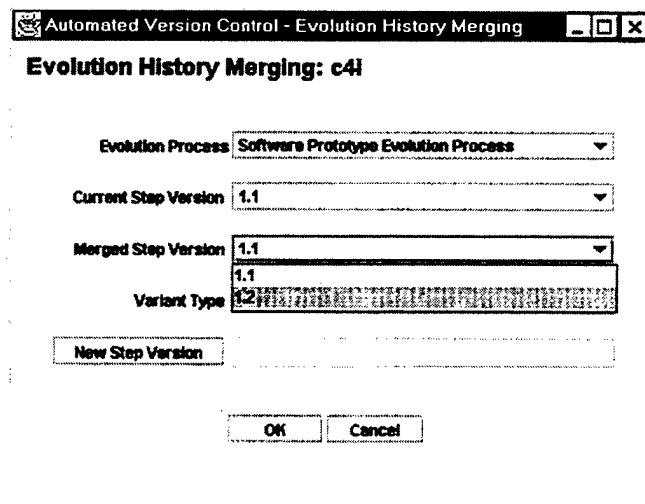 Automated Version Control - Evolution History Merging
Evolution History Merging: c4i
Evolution Process Software Prototype Evolution Process
Current Step Version 1.1
Merged Step Version 1.1
1.1
Variant Type 1.2
New Step Version
OK Cancel